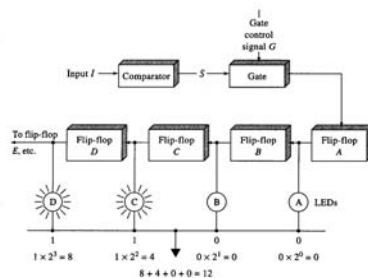 Gate
control
signal G
Input I
Comparator
S
Gate
To flip-flop
E, etc.
Flip-flop
D
Flip-flop
C
Flip-flop
B
Flip-flop
A
D
C
B
A
LEDs
1
1
0
0
1 × 2³ = 8
1 × 2² = 4
0 × 2¹ = 0
0 × 2⁰ = 0
8 + 4 + 0 + 0 = 12